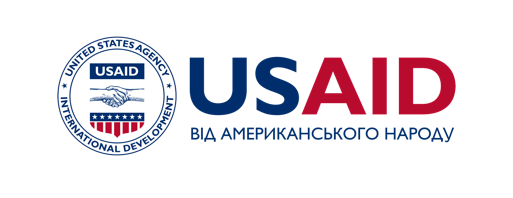 UNITED STATES AGENCY
USAID
INTERNATIONAL DEVELOPMENT
USAID
ВІД АМЕРИКАНСЬКОГО НАРОДУ